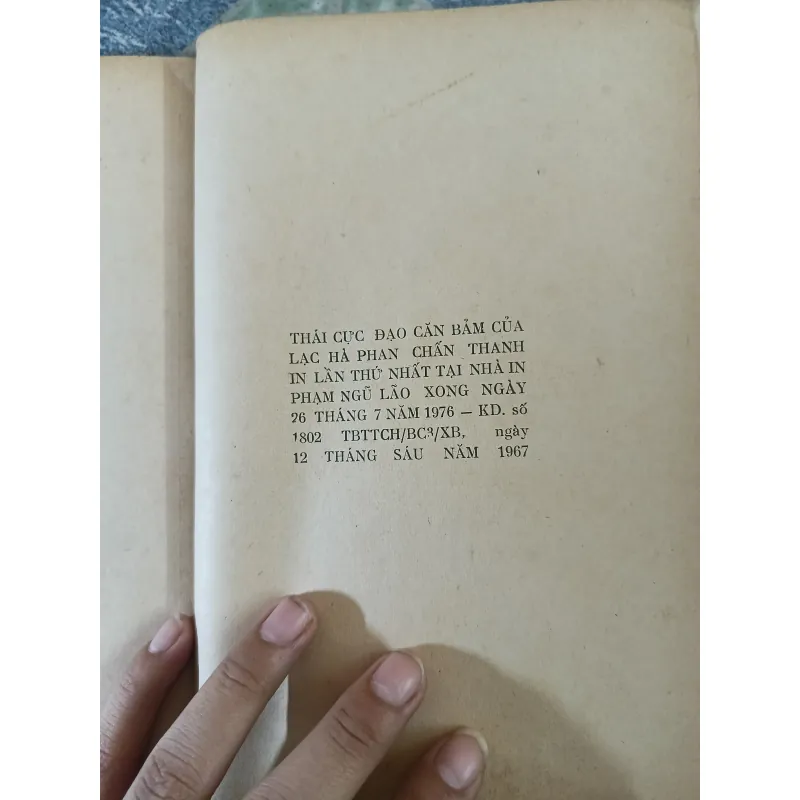 THÁI CỰC ĐẠO CĂN BẢM CỦA
LẠC HÀ PHAN CHẤN THANH
IN LẦN THỨ NHẤT TẠI NHÀ IN
PHẠM NGŨ LÃO XONG NGÀY
26 THÁNG 7 NĂM 1976 — KD. số
1802 TBTTCH/BC3/XB, ngày
12 THÁNG SÁU NĂM 1967